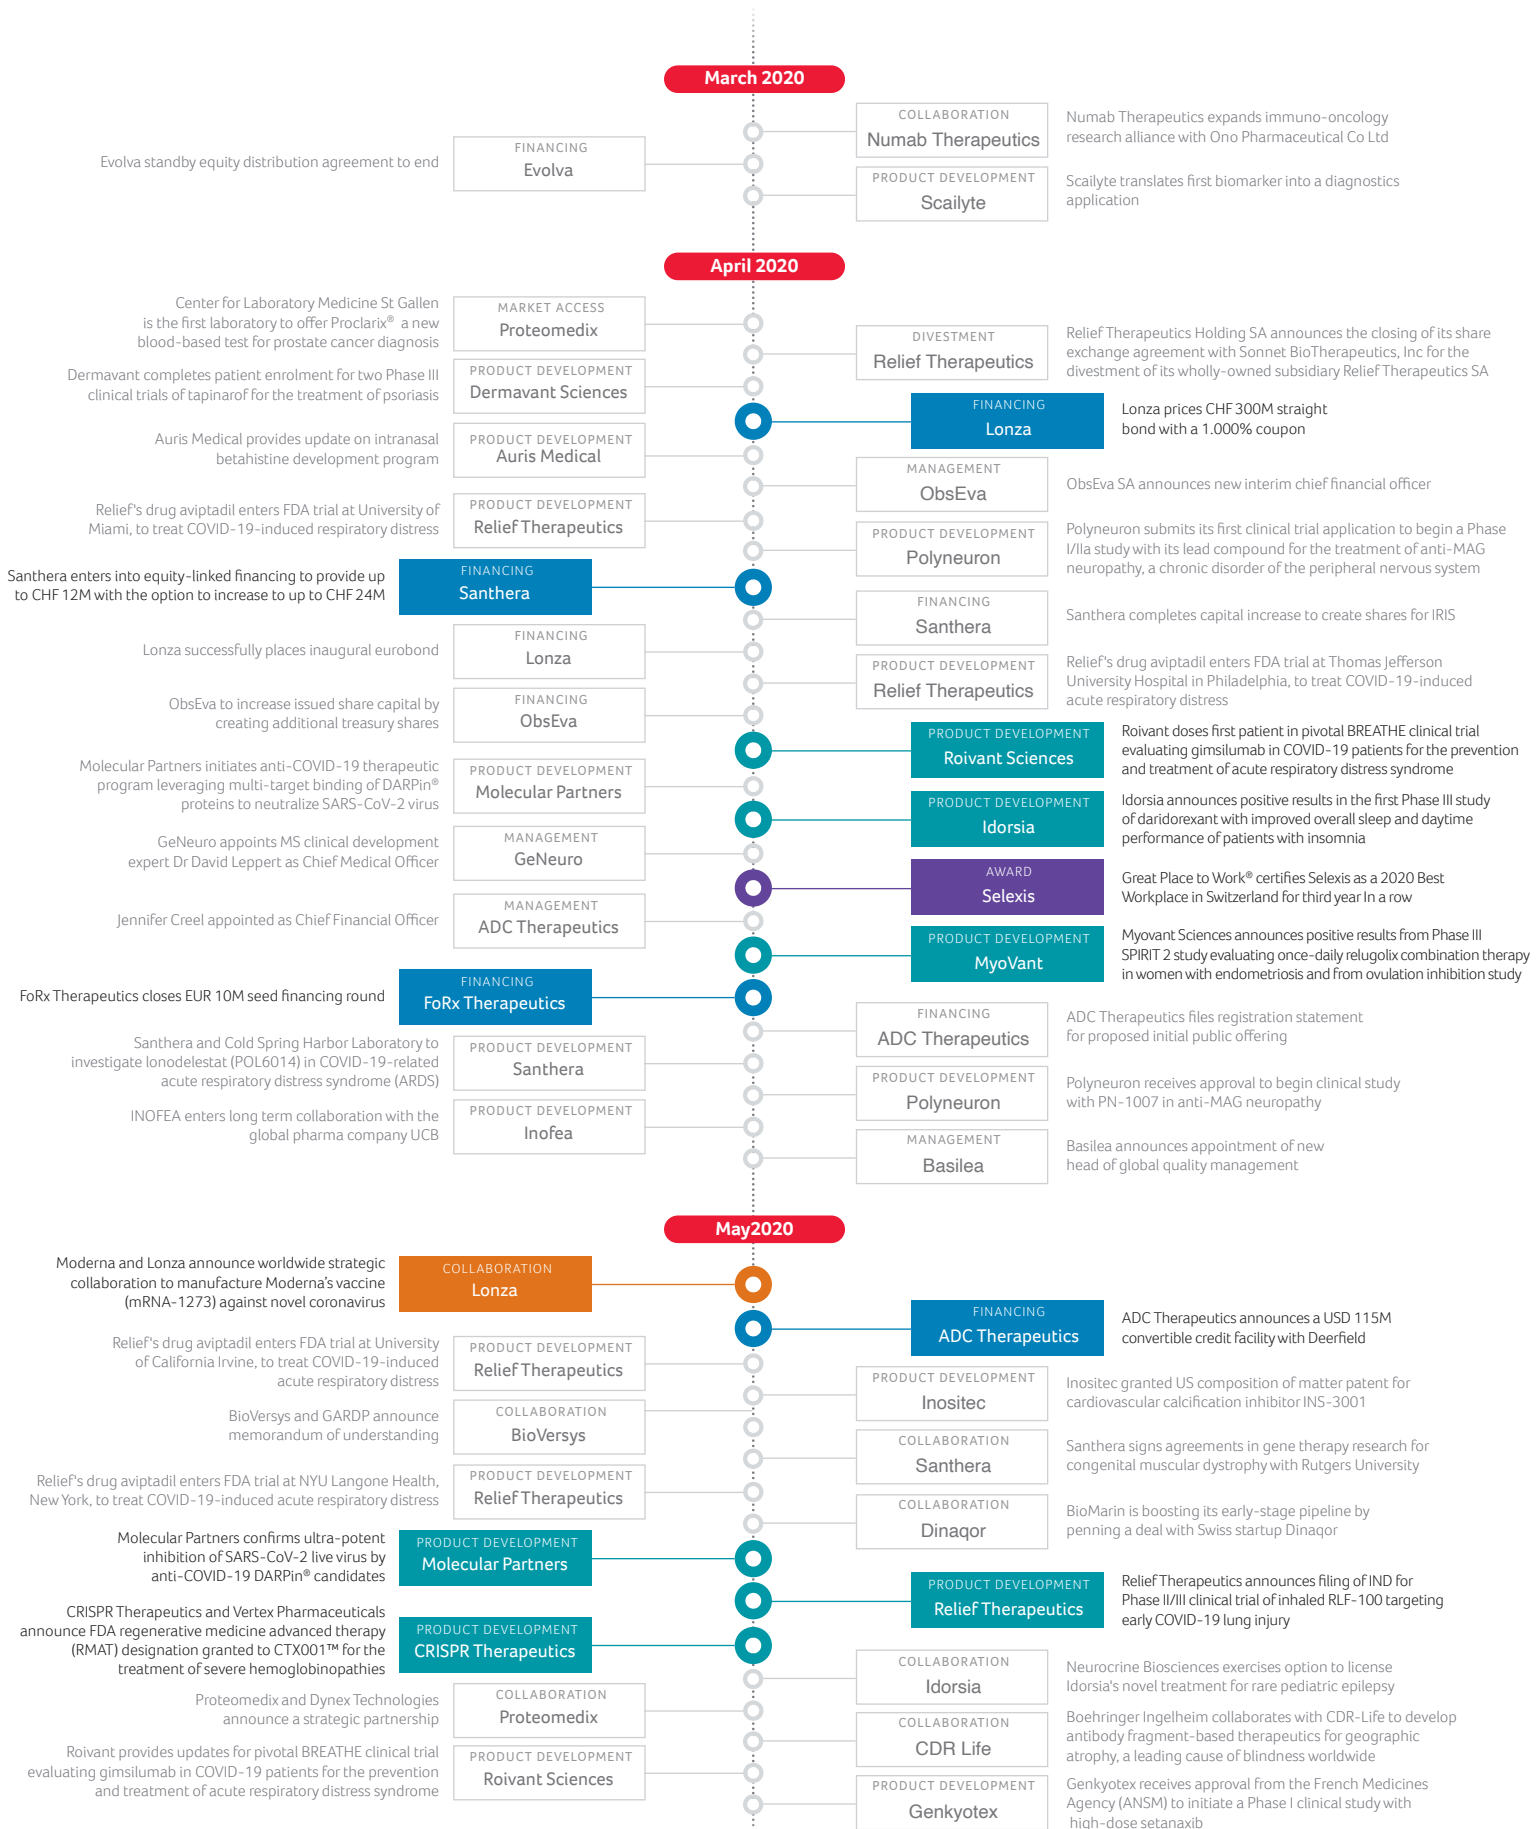 March 2020
COLLABORATION
Numab Therapeutics
Numab Therapeutics expands immuno-oncology
research alliance with Ono Pharmaceutical Co Ltd
Evolva standby equity distribution agreement to end
FINANCING
Evolva
PRODUCT DEVELOPMENT
Scailyte
Scailyte translates first biomarker into a diagnostics
application
April 2020
Center for Laboratory Medicine St Gallen
is the first laboratory to offer Proclarix® a new
blood-based test for prostate cancer diagnosis
MARKET ACCESS
Proteomedix
DIVESTMENT
Relief Therapeutics
Relief Therapeutics Holding SA announces the closing of its share
exchange agreement with Sonnet BioTherapeutics, Inc for the
divestment of its wholly-owned subsidiary Relief Therapeutics SA
Dermavant completes patient enrolment for two Phase III
clinical trials of tapinarof for the treatment of psoriasis
PRODUCT DEVELOPMENT
Dermavant Sciences
FINANCING
Lonza
Lonza prices CHF 300M straight
bond with a 1.000% coupon
Auris Medical provides update on intranasal
betahistine development program
PRODUCT DEVELOPMENT
Auris Medical
MANAGEMENT
ObsEva
ObsEva SA announces new interim chief financial officer
Relief's drug aviptadil enters FDA trial at University of
Miami, to treat COVID-19-induced respiratory distress
PRODUCT DEVELOPMENT
Relief Therapeutics
PRODUCT DEVELOPMENT
Polyneuron
Polyneuron submits its first clinical trial application to begin a Phase
I/IIa study with its lead compound for the treatment of anti-MAG
neuropathy, a chronic disorder of the peripheral nervous system
Santhera enters into equity-linked financing to provide up
to CHF 12M with the option to increase to up to CHF 24M
FINANCING
Santhera
FINANCING
Santhera
Santhera completes capital increase to create shares for IRIS
Lonza successfully places inaugural eurobond
FINANCING
Lonza
PRODUCT DEVELOPMENT
Relief Therapeutics
Relief's drug aviptadil enters FDA trial at Thomas Jefferson
University Hospital in Philadelphia, to treat COVID-19-induced
acute respiratory distress
ObsEva to increase issued share capital by
creating additional treasury shares
FINANCING
ObsEva
PRODUCT DEVELOPMENT
Roivant Sciences
Roivant doses first patient in pivotal BREATHE clinical trial
evaluating gimsilumab in COVID-19 patients for the prevention
and treatment of acute respiratory distress syndrome
Molecular Partners initiates anti-COVID-19 therapeutic
program leveraging multi-target binding of DARPin®
proteins to neutralize SARS-CoV-2 virus
PRODUCT DEVELOPMENT
Molecular Partners
PRODUCT DEVELOPMENT
Idorsia
Idorsia announces positive results in the first Phase III study
of daridorexant with improved overall sleep and daytime
performance of patients with insomnia
GeNeuro appoints MS clinical development
expert Dr David Leppert as Chief Medical Officer
MANAGEMENT
GeNeuro
AWARD
Selexis
Great Place to Work® certifies Selexis as a 2020 Best
Workplace in Switzerland for third year In a row
Jennifer Creel appointed as Chief Financial Officer
MANAGEMENT
ADC Therapeutics
PRODUCT DEVELOPMENT
MyoVant
Myovant Sciences announces positive results from Phase III
SPIRIT 2 study evaluating once-daily relugolix combination therapy
in women with endometriosis and from ovulation inhibition study
FoRx Therapeutics closes EUR 10M seed financing round
FINANCING
FoRx Therapeutics
FINANCING
ADC Therapeutics
ADC Therapeutics files registration statement
for proposed initial public offering
Santhera and Cold Spring Harbor Laboratory to
investigate lonodelestat (POL6014) in COVID-19-related
acute respiratory distress syndrome (ARDS)
PRODUCT DEVELOPMENT
Santhera
PRODUCT DEVELOPMENT
Polyneuron
Polyneuron receives approval to begin clinical study
with PN-1007 in anti-MAG neuropathy
INOFEA enters long term collaboration with the
global pharma company UCB
PRODUCT DEVELOPMENT
Inofea
MANAGEMENT
Basilea
Basilea announces appointment of new
head of global quality management
May2020
Moderna and Lonza announce worldwide strategic
collaboration to manufacture Moderna's vaccine
(mRNA-1273) against novel coronavirus
COLLABORATION
Lonza
FINANCING
ADC Therapeutics
ADC Therapeutics announces a USD 115M
convertible credit facility with Deerfield
Relief's drug aviptadil enters FDA trial at University
of California Irvine, to treat COVID-19-induced
acute respiratory distress
PRODUCT DEVELOPMENT
Relief Therapeutics
PRODUCT DEVELOPMENT
Inositec
Inositec granted US composition of matter patent for
cardiovascular calcification inhibitor INS-3001
BioVersys and GARDP announce
memorandum of understanding
COLLABORATION
BioVersys
COLLABORATION
Santhera
Santhera signs agreements in gene therapy research for
congenital muscular dystrophy with Rutgers University
Relief's drug aviptadil enters FDA trial at NYU Langone Health,
New York, to treat COVID-19-induced acute respiratory distress
PRODUCT DEVELOPMENT
Relief Therapeutics
COLLABORATION
Dinaqor
BioMarin is boosting its early-stage pipeline by
penning a deal with Swiss startup Dinaqor
Molecular Partners confirms ultra-potent
inhibition of SARS-CoV-2 live virus by
anti-COVID-19 DARPin® candidates
PRODUCT DEVELOPMENT
Molecular Partners
PRODUCT DEVELOPMENT
Relief Therapeutics
Relief Therapeutics announces filing of IND for
Phase II/III clinical trial of inhaled RLF-100 targeting
early COVID-19 lung injury
CRISPR Therapeutics and Vertex Pharmaceuticals
announce FDA regenerative medicine advanced therapy
(RMAT) designation granted to CTX001™ for the
treatment of severe hemoglobinopathies
PRODUCT DEVELOPMENT
CRISPR Therapeutics
COLLABORATION
Idorsia
Neurocrine Biosciences exercises option to license
Idorsia's novel treatment for rare pediatric epilepsy
Proteomedix and Dynex Technologies
announce a strategic partnership
COLLABORATION
Proteomedix
COLLABORATION
CDR Life
Boehringer Ingelheim collaborates with CDR-Life to develop
antibody fragment-based therapeutics for geographic
atrophy, a leading cause of blindness worldwide
Roivant provides updates for pivotal BREATHE clinical trial
evaluating gimsilumab in COVID-19 patients for the prevention
and treatment of acute respiratory distress syndrome
PRODUCT DEVELOPMENT
Roivant Sciences
PRODUCT DEVELOPMENT
Genkyotex
Genkyotex receives approval from the French Medicines
Agency (ANSM) to initiate a Phase I clinical study with
high-dose setanaxib